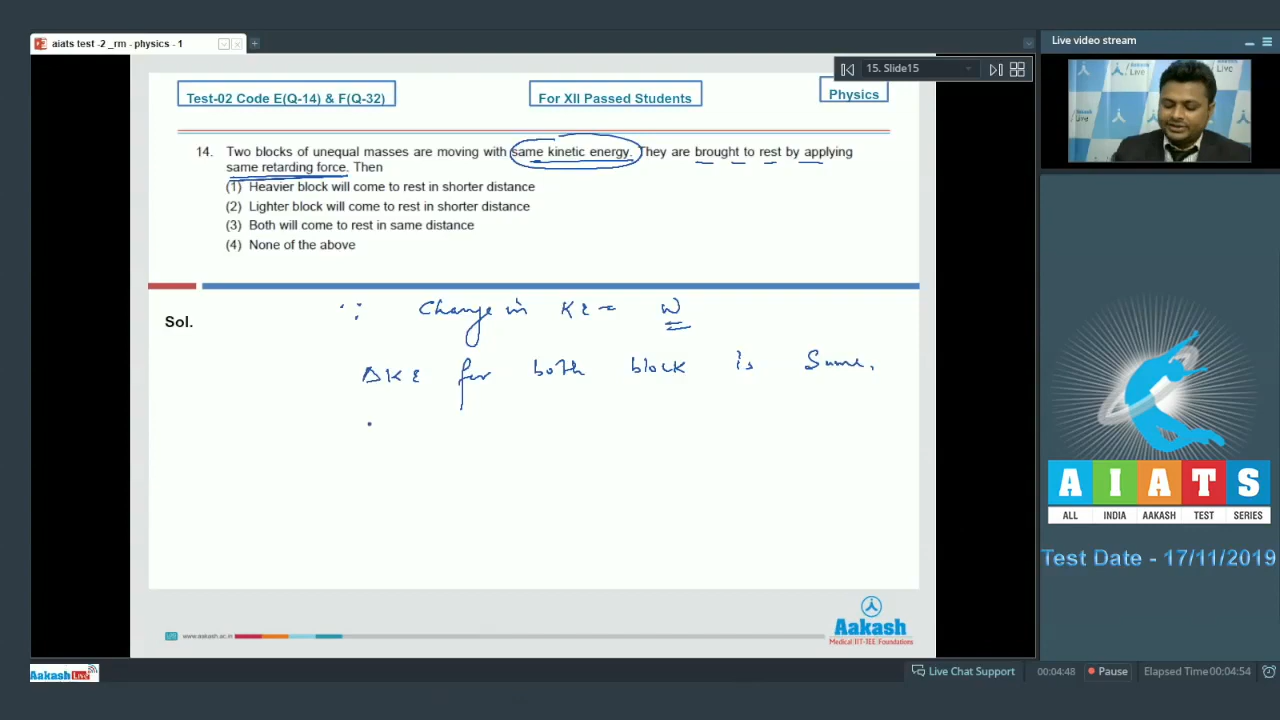 aiats test -2 _rm - physics - 1
Live video stream
15. Slide15
Test-02 Code E(Q-14) & F(Q-32)
For XII Passed Students
Physics
14. Two blocks of unequal masses are moving with same kinetic energy. They are brought to rest by applying
same retarding force. Then
(1) Heavier block will come to rest in shorter distance
(2) Lighter block will come to rest in shorter distance
(3) Both will come to rest in same distance
(4) None of the above
Sol.
∵ Change in KE = W
ΔKE for both block is same.
www.aakash.ac.in
Aakash
Medical|IIT-JEE|Foundations
Aakash Live
Live Chat Support
00:04:48
Pause
Elapsed Time 00:04:54
A I A T S
ALL INDIA AAKASH TEST SERIES
Test Date - 17/11/2019